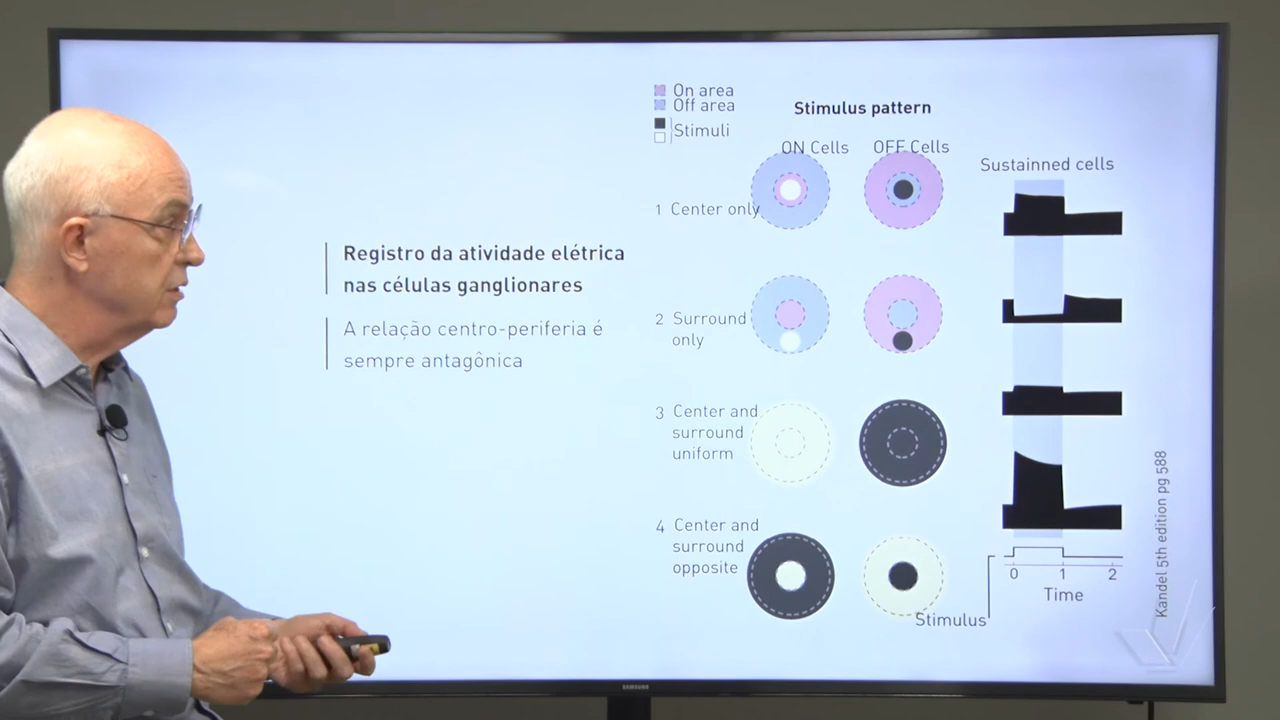 Registro da atividade elétrica
nas células ganglionares
A relação centro-periferia é
sempre antagônica
On area
Off area
Stimuli
Stimulus pattern
ON Cells
OFF Cells
Sustainned cells
1 Center only
2 Surround
only
3 Center and
surround
uniform
4 Center and
surround
opposite
0 1 2
Time
Stimulus
Kandel 5th edition pg 588
SAMSUNG